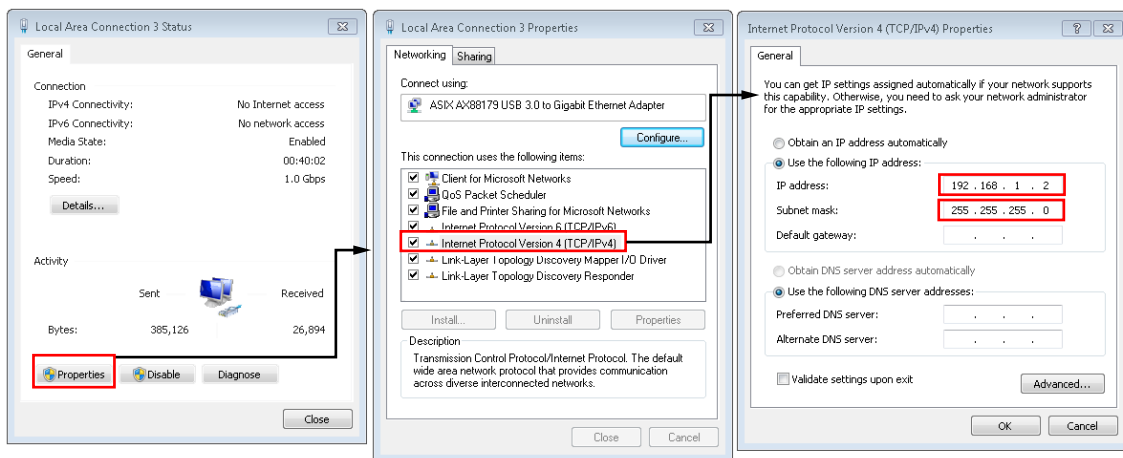 Local Area Connection 3 Status
General
Connection
IPv4 Connectivity: No Internet access
IPv6 Connectivity: No network access
Media State: Enabled
Duration: 00:40:02
Speed: 1.0 Gbps
Details...
Activity
Sent Received
Bytes: 385,126 26,894
Properties Disable Diagnose
Close
Local Area Connection 3 Properties
Networking Sharing
Connect using:
ASIX AX88179 USB 3.0 to Gigabit Ethernet Adapter
Configure...
This connection uses the following items:
Client for Microsoft Networks
QoS Packet Scheduler
File and Printer Sharing for Microsoft Networks
Internet Protocol Version 6 (TCP/IPv6)
Internet Protocol Version 4 (TCP/IPv4)
Link-Layer Topology Discovery Mapper I/O Driver
Link-Layer Topology Discovery Responder
Install... Uninstall Properties
Description
Transmission Control Protocol/Internet Protocol. The default
wide area network protocol that provides communication
across diverse interconnected networks.
Close Cancel
Internet Protocol Version 4 (TCP/IPv4) Properties
General
You can get IP settings assigned automatically if your network supports
this capability. Otherwise, you need to ask your network administrator
for the appropriate IP settings.
Obtain an IP address automatically
Use the following IP address:
IP address: 192 . 168 . 1 . 2
Subnet mask: 255 . 255 . 255 . 0
Default gateway: . . .
Obtain DNS server address automatically
Use the following DNS server addresses:
Preferred DNS server: . . .
Alternate DNS server: . . .
Validate settings upon exit
Advanced...
OK Cancel